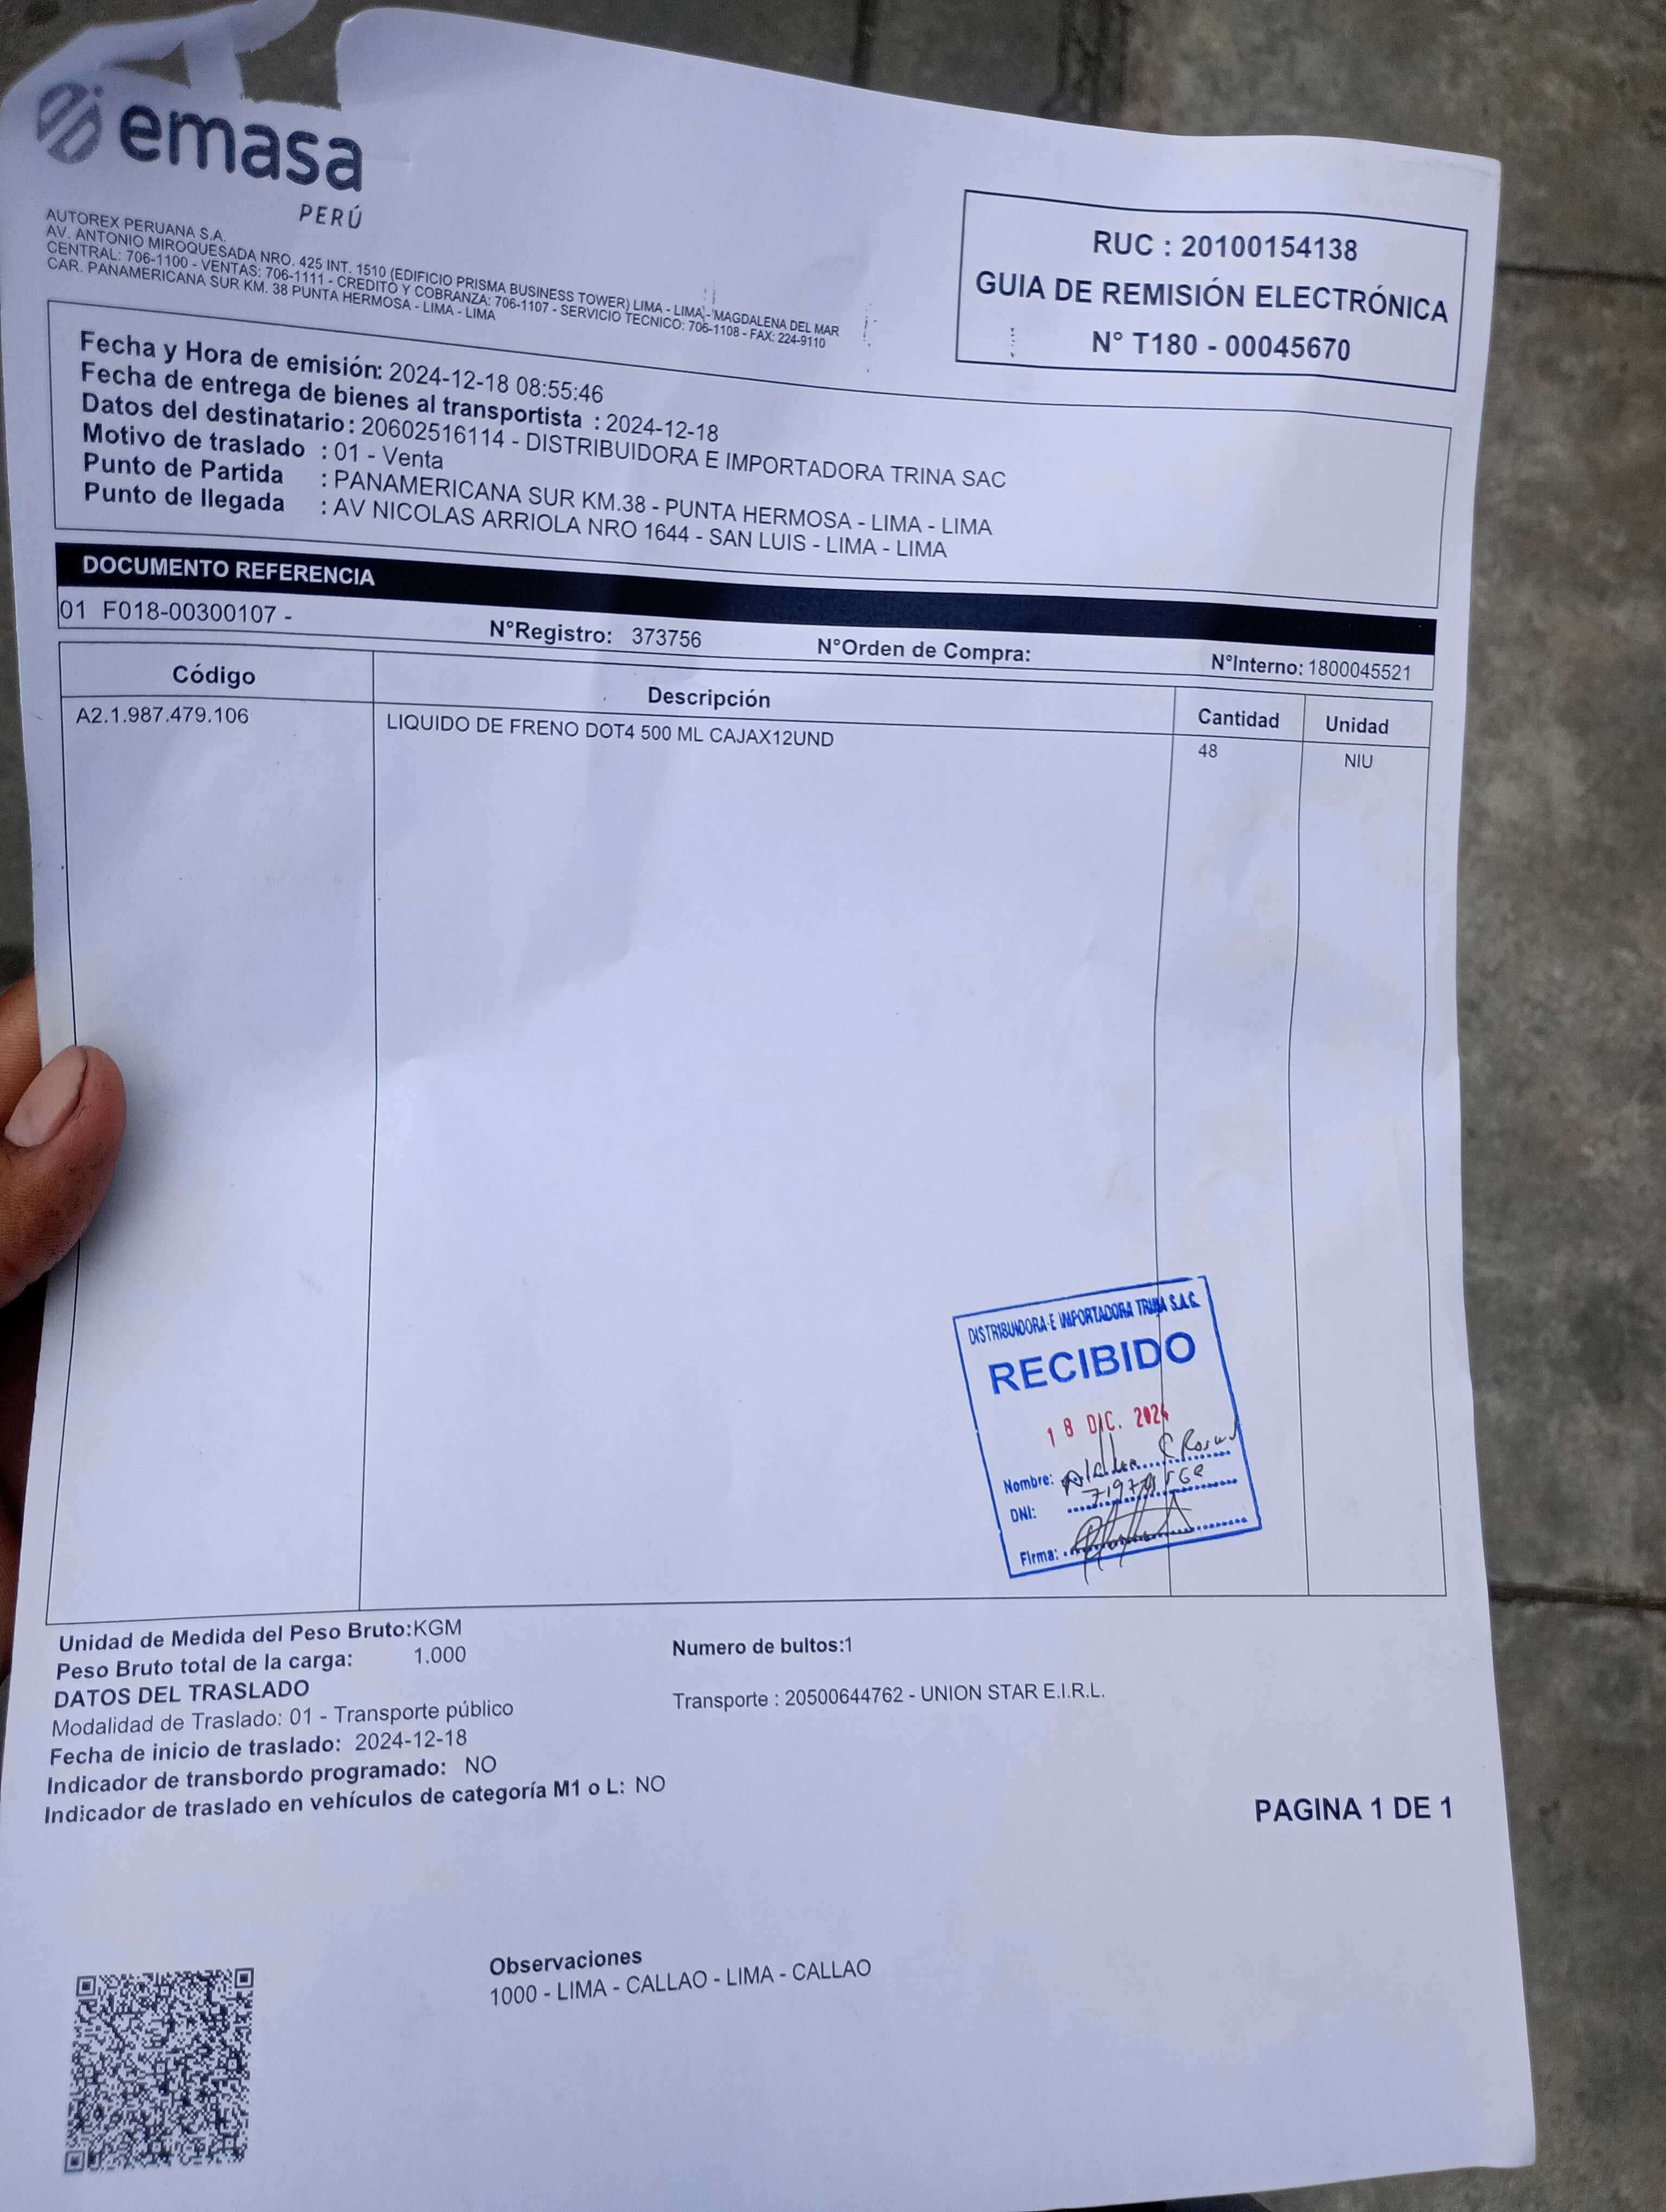 emasa
PERÚ
AUTOREX PERUANA S.A.
AV. ANTONIO MIROQUESADA NRO. 425 INT. 1510 (EDIFICIO PRISMA BUSINESS TOWER) LIMA - LIMA - MAGDALENA DEL MAR
CENTRAL: 706-1100 - VENTAS: 706-1111 - CREDITO Y COBRANZA: 706-1107 - SERVICIO TECNICO: 706-1108 - FAX: 224-9110
CAR. PANAMERICANA SUR KM. 38 PUNTA HERMOSA - LIMA - LIMA
RUC : 20100154138
GUIA DE REMISIÓN ELECTRÓNICA
N° T180 - 00045670
Fecha y Hora de emisión: 2024-12-18 08:55:46
Fecha de entrega de bienes al transportista : 2024-12-18
Datos del destinatario : 20602516114 - DISTRIBUIDORA E IMPORTADORA TRINA SAC
Motivo de traslado : 01 - Venta
Punto de Partida : PANAMERICANA SUR KM.38 - PUNTA HERMOSA - LIMA - LIMA
Punto de llegada : AV NICOLAS ARRIOLA NRO 1644 - SAN LUIS - LIMA - LIMA
DOCUMENTO REFERENCIA
01 F018-00300107 - N°Registro: 373756 N°Orden de Compra: N°Interno: 1800045521
Código Descripción Cantidad Unidad
A2.1.987.479.106 LIQUIDO DE FRENO DOT4 500 ML CAJAX12UND 48 NIU
DISTRIBUIDORA E IMPORTADORA TRINA S.A.C.
RECIBIDO
18 DIC. 2024
Nombre:
DNI:
Firma:
Unidad de Medida del Peso Bruto:KGM
Peso Bruto total de la carga: 1.000 Numero de bultos:1
DATOS DEL TRASLADO
Modalidad de Traslado: 01 - Transporte público Transporte : 20500644762 - UNION STAR E.I.R.L.
Fecha de inicio de traslado: 2024-12-18
Indicador de transbordo programado: NO
Indicador de traslado en vehículos de categoría M1 o L: NO
PAGINA 1 DE 1
Observaciones
1000 - LIMA - CALLAO - LIMA - CALLAO